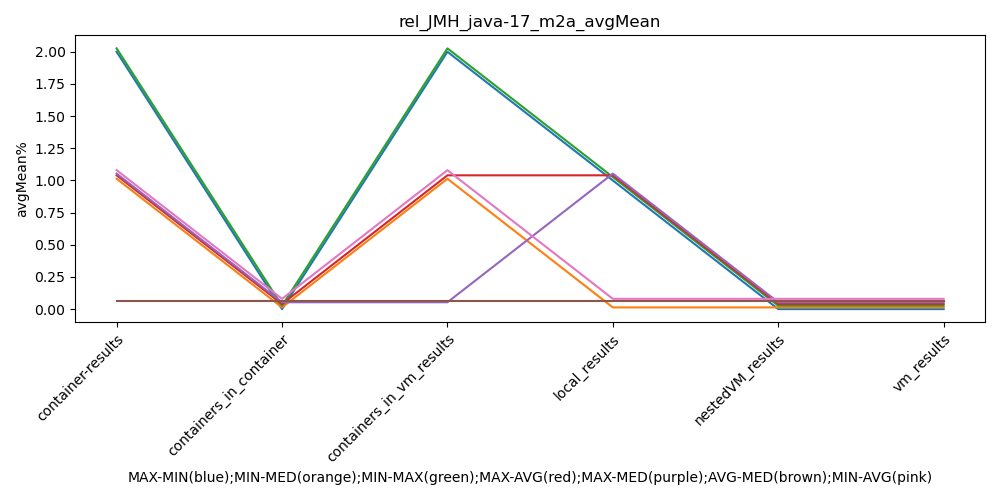 rel_JMH_java-17_m2a_avgMean
avgMean%
2.00
1.75
1.50
1.25
1.00
0.75
0.50
0.25
0.00
container-results
containers_in_container
containers_in_vm_results
local_results
nestedVM_results
vm_results
MAX-MIN(blue);MIN-MED(orange);MIN-MAX(green);MAX-AVG(red);MAX-MED(purple);AVG-MED(brown);MIN-AVG(pink)